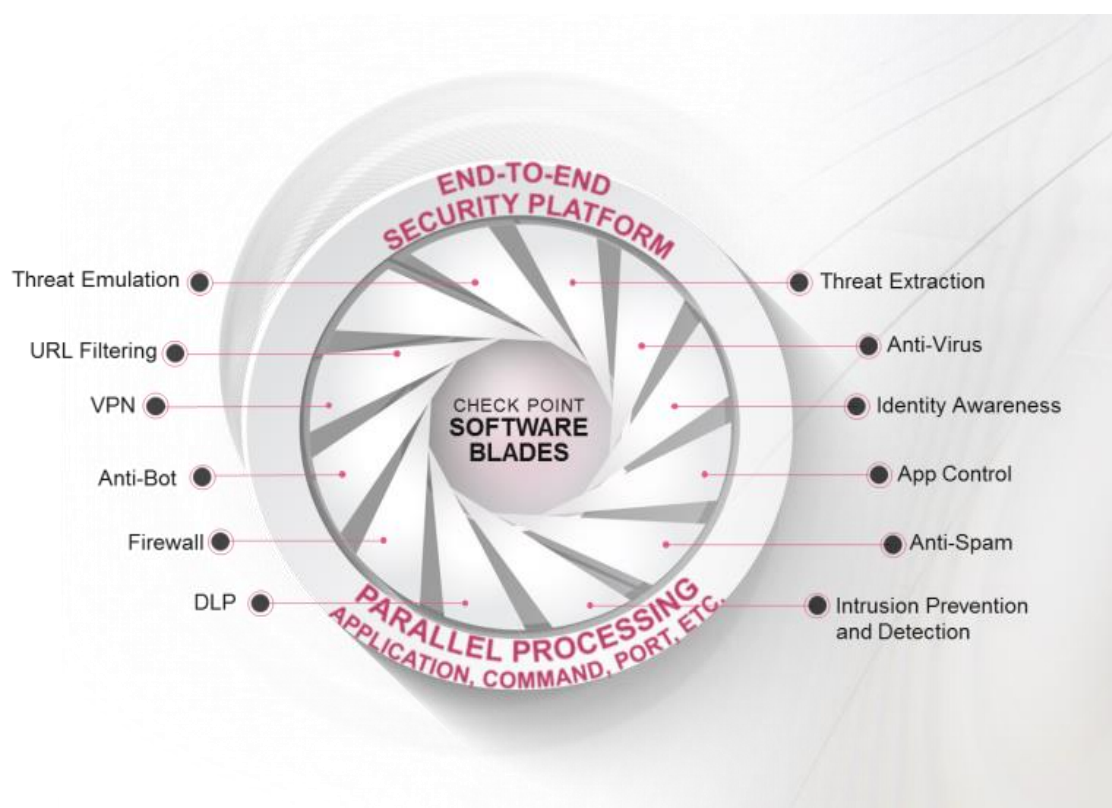 END-TO-END
SECURITY PLATFORM
Threat Emulation
URL Filtering
VPN
Anti-Bot
Firewall
DLP
CHECK POINT
SOFTWARE
BLADES
Threat Extraction
Anti-Virus
Identity Awareness
App Control
Anti-Spam
Intrusion Prevention
and Detection
PARALLEL PROCESSING
APPLICATION, COMMAND, PORT, ETC.